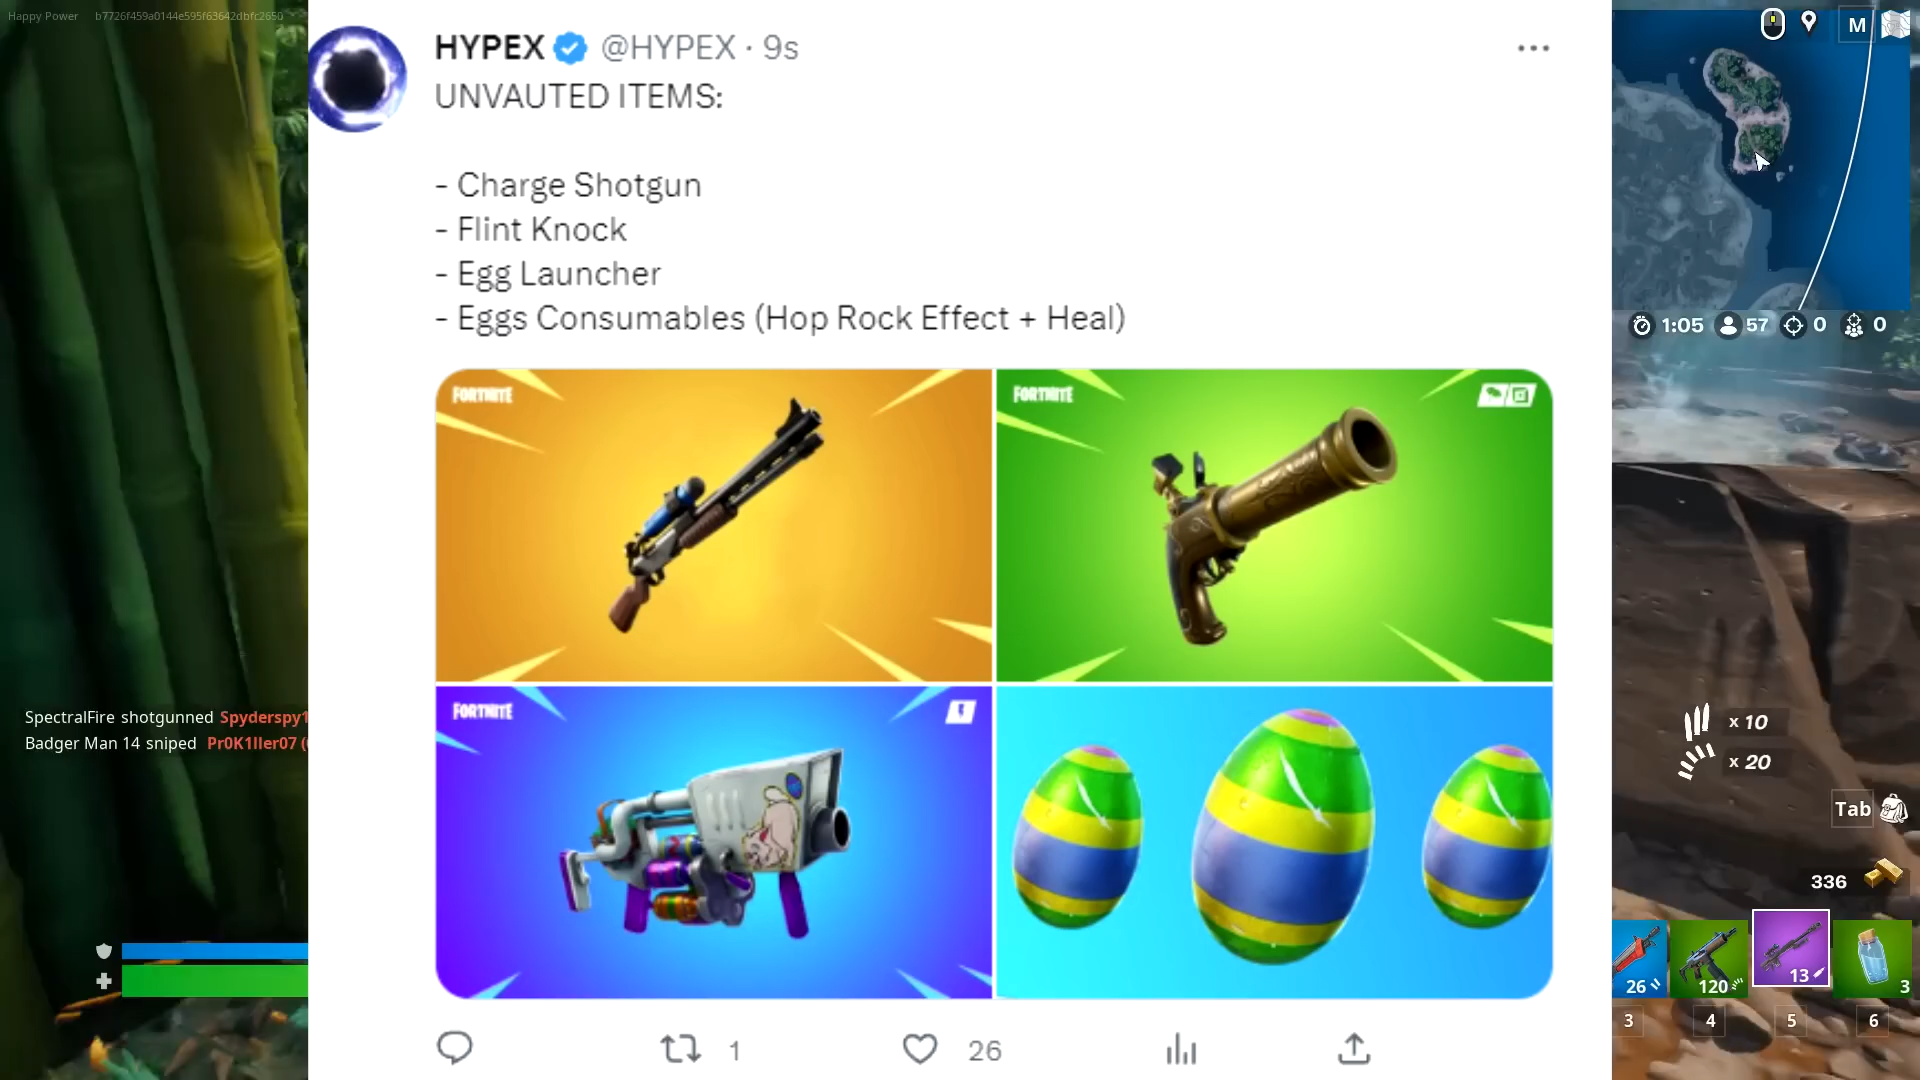 Happy Power b7726f459a0144e595f63642dbfc2650
HYPEX @HYPEX · 9s
UNVAUTED ITEMS:
- Charge Shotgun
- Flint Knock
- Egg Launcher
- Eggs Consumables (Hop Rock Effect + Heal)
FORTNITE
FORTNITE
FORTNITE
1
26
SpectralFire shotgunned Spyderspy1
Badger Man 14 sniped Pr0K1ller07 (
M
1:05 57 0 0
x 10
x 20
Tab
336
26 120 13 3
3 4 5 6